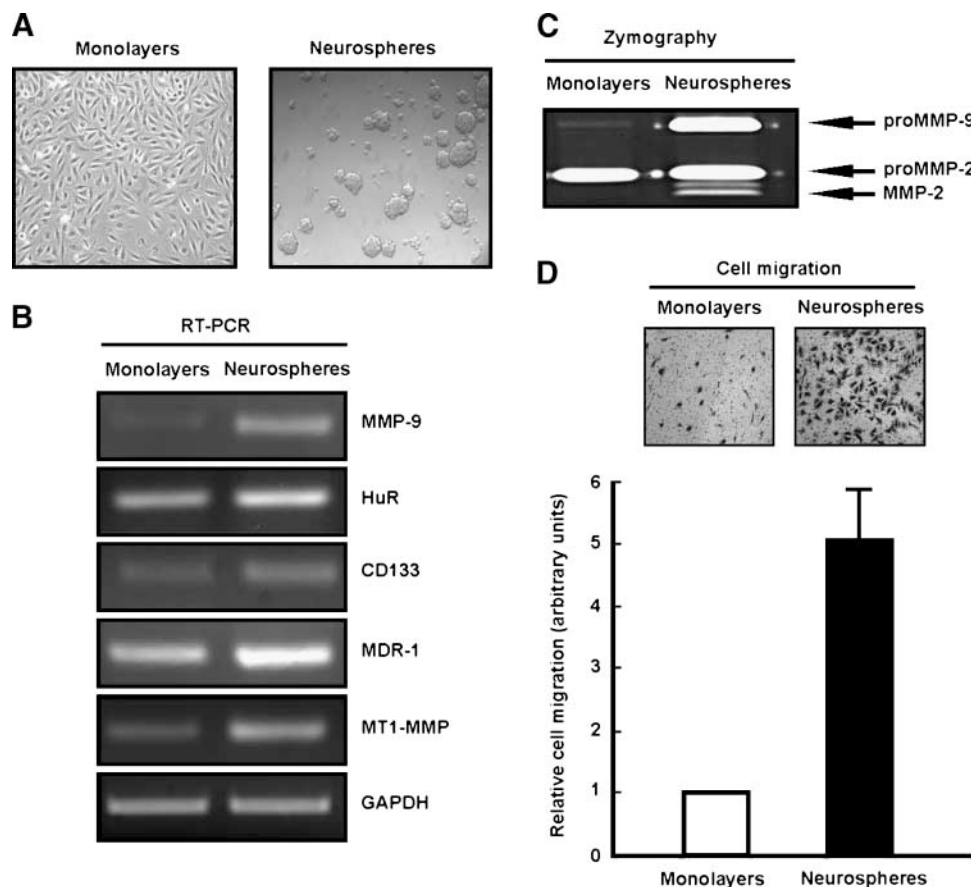 A
Monolayers Neurospheres
B
RT-PCR
Monolayers Neurospheres
MMP-9
HuR
CD133
MDR-1
MT1-MMP
GAPDH
C
Zymography
Monolayers Neurospheres
proMMP-9
proMMP-2
MMP-2
D
Cell migration
Monolayers Neurospheres
Relative cell migration (arbitrary units)
6
5
4
3
2
1
0
Monolayers Neurospheres